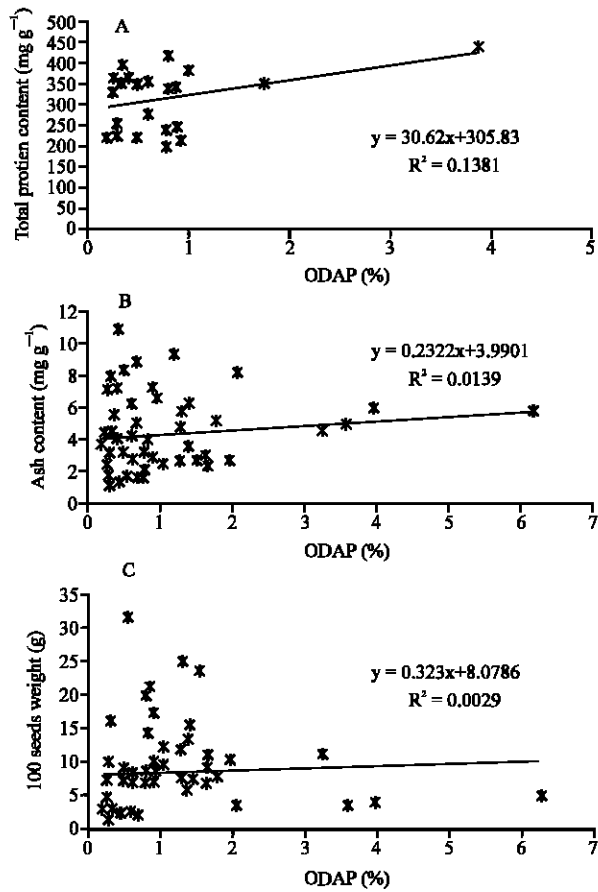 A
Total protien content (mg g⁻¹)
500
450
400
350
300
250
200
150
100
50
0
y = 30.62x+305.83
R² = 0.1381
0 1 2 3 4 5
ODAP (%)
B
Ash content (mg g⁻¹)
12
10
8
6
4
2
0
y = 0.2322x+3.9901
R² = 0.0139
0 1 2 3 4 5 6 7
ODAP (%)
C
100 seeds weight (g)
35
30
25
20
15
10
5
0
y = 0.323x+8.0786
R² = 0.0029
0 1 2 3 4 5 6 7
ODAP (%)